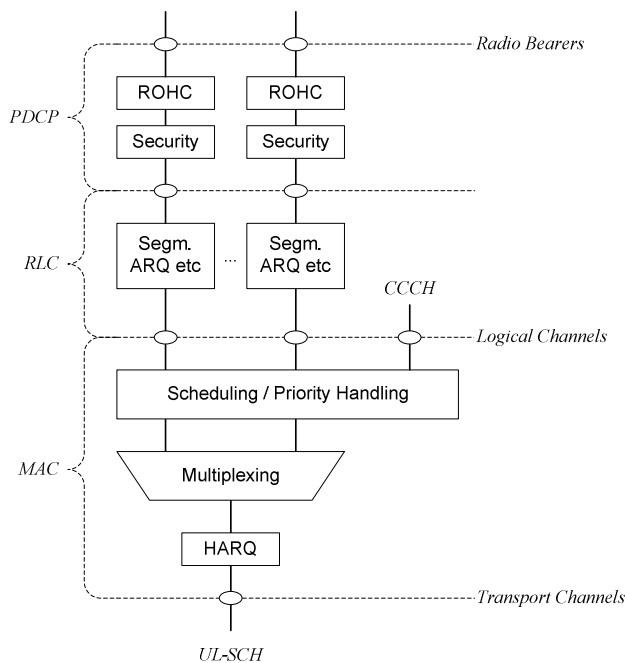 Radio Bearers
ROHC ROHC
PDCP
Security Security
Segm. ARQ etc ... Segm. ARQ etc
RLC
CCCH
Logical Channels
Scheduling / Priority Handling
MAC
Multiplexing
HARQ
Transport Channels
UL-SCH